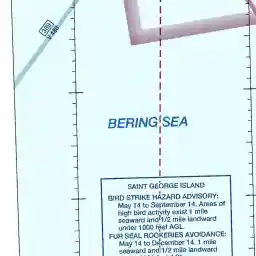 389
V 480
BERING SEA
SAINT GEORGE ISLAND
BIRD STRIKE HAZARD ADVISORY:
May 14 to September 14. Areas of
high bird activity exist 1 mile
seaward and 1/2 mile landward
under 1000 feet AGL.
FUR SEAL ROOKERIES AVOIDANCE:
May 14 to December 14. 1 mile
seaward and 1/2 mile landward